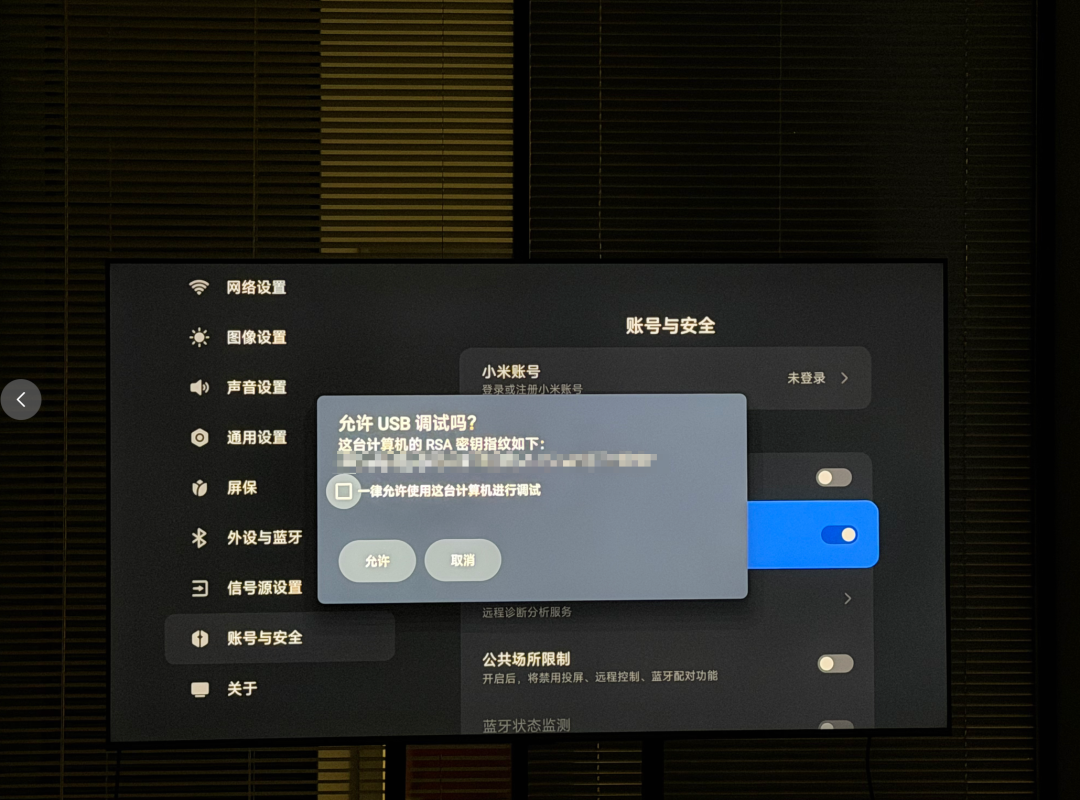 网络设置
图像设置
声音设置
通用设置
屏保
外设与蓝牙
信号源设置
账号与安全
关于
账号与安全
小米账号
登录或注册小米账号
未登录
允许 USB 调试吗？
这台计算机的 RSA 密钥指纹如下：
一律允许使用这台计算机进行调试
允许
取消
远程诊断分析服务
公共场所限制
开启后，将禁用投屏、远程控制、蓝牙配对功能
蓝牙状态监测